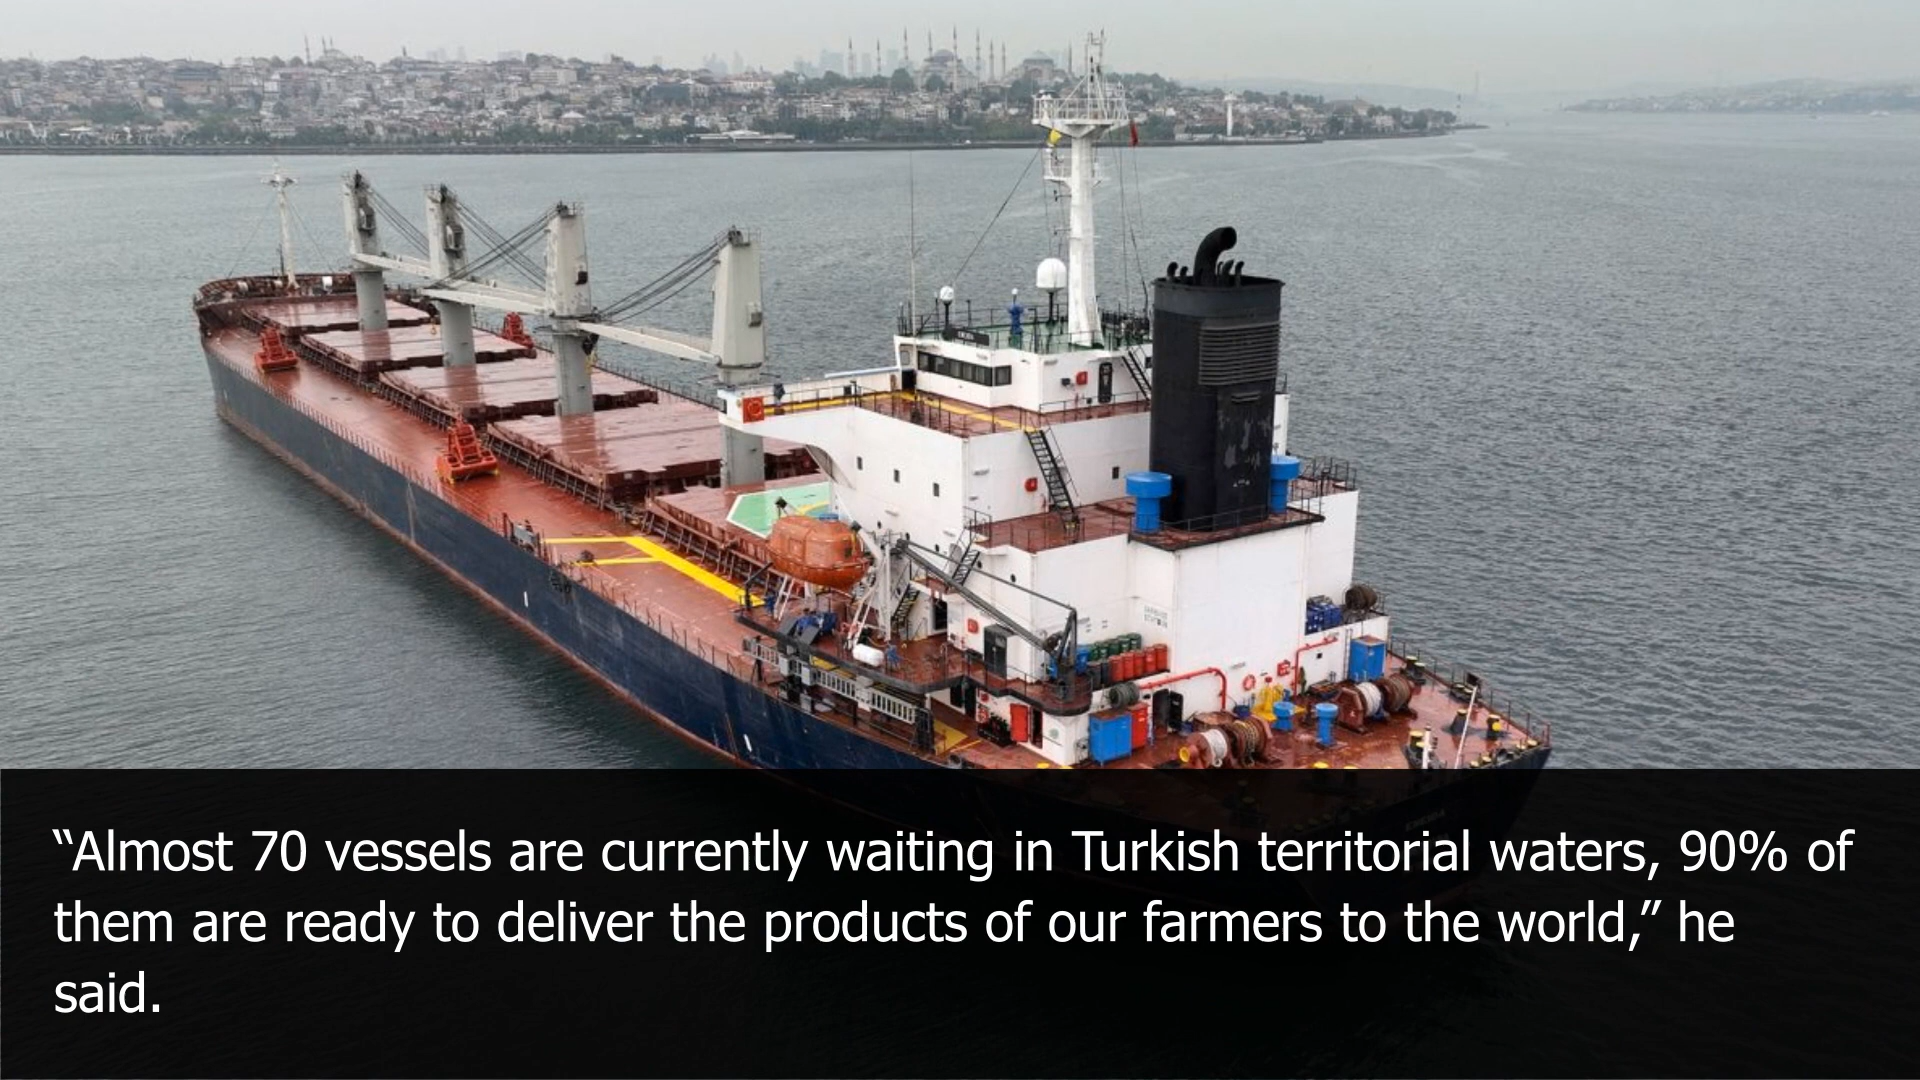 “Almost 70 vessels are currently waiting in Turkish territorial waters, 90% of
them are ready to deliver the products of our farmers to the world,” he
said.